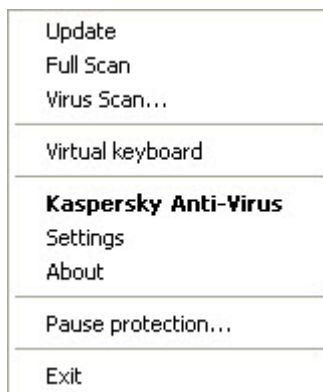 Update
Full Scan
Virus Scan...
Virtual keyboard
Kaspersky Anti-Virus
Settings
About
Pause protection...
Exit